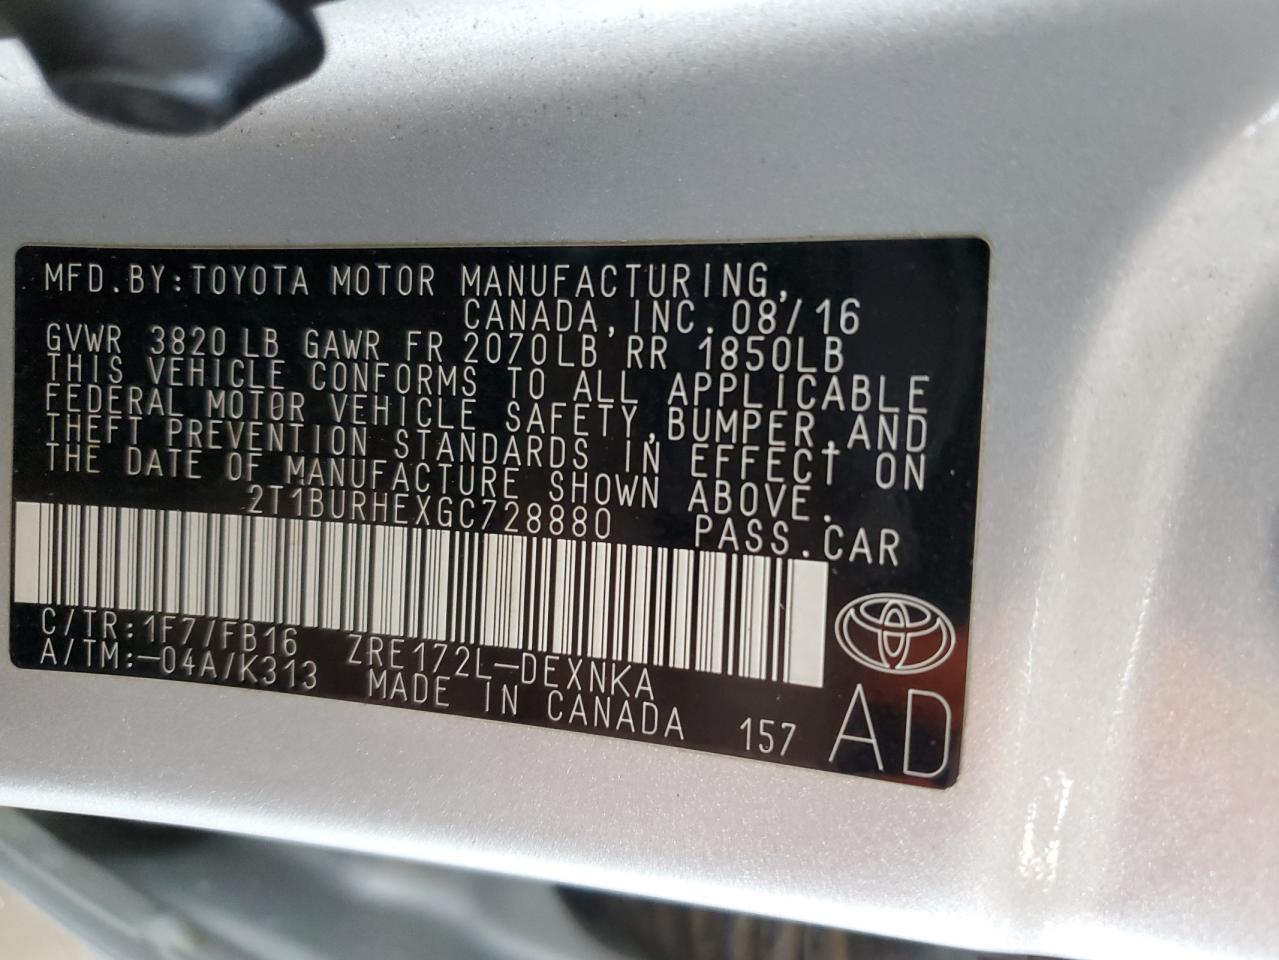 MFD.BY:TOYOTA MOTOR MANUFACTURING,
CANADA, INC. 08/16
GVWR 3820 LB GAWR FR 2070LB RR 1850LB
THIS VEHICLE CONFORMS TO ALL APPLICABLE
FEDERAL MOTOR VEHICLE SAFETY, BUMPER, AND
THEFT PREVENTION STANDARDS IN EFFECT ON
THE DATE OF MANUFACTURE SHOWN ABOVE.
2T1BURHEXGC728880 PASS.CAR
C/TR:1F7/FB16 ZRE172L-DEXNKA
A/TM:-04A/K313 MADE IN CANADA 157 AD